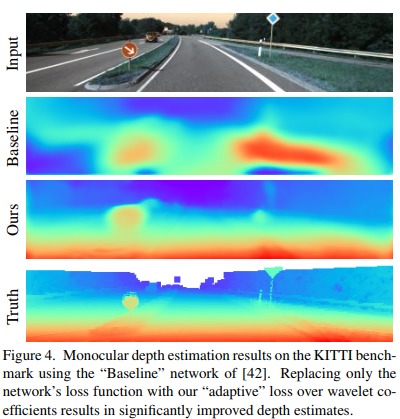 Input
Baseline
Ours
Truth
Figure 4. Monocular depth estimation results on the KITTI bench-
mark using the “Baseline” network of [42]. Replacing only the
network’s loss function with our “adaptive” loss over wavelet co-
efficients results in significantly improved depth estimates.